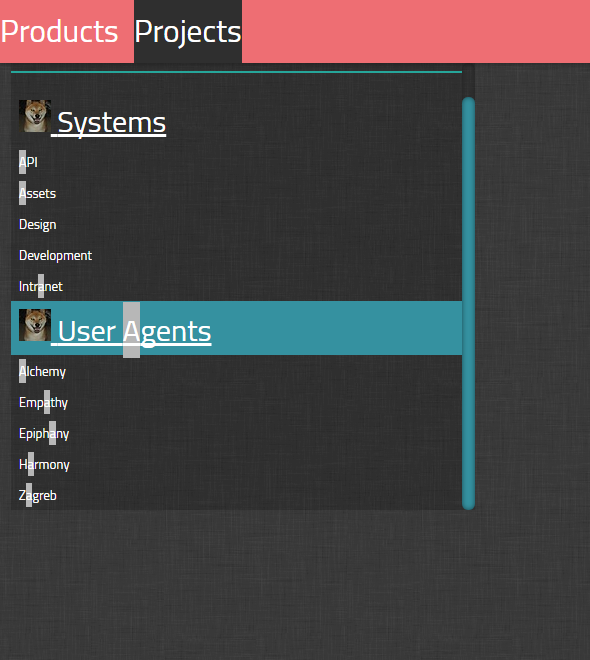 Products Projects
Systems
API
Assets
Design
Development
Intranet
User Agents
Alchemy
Empathy
Epiphany
Harmony
Zagreb